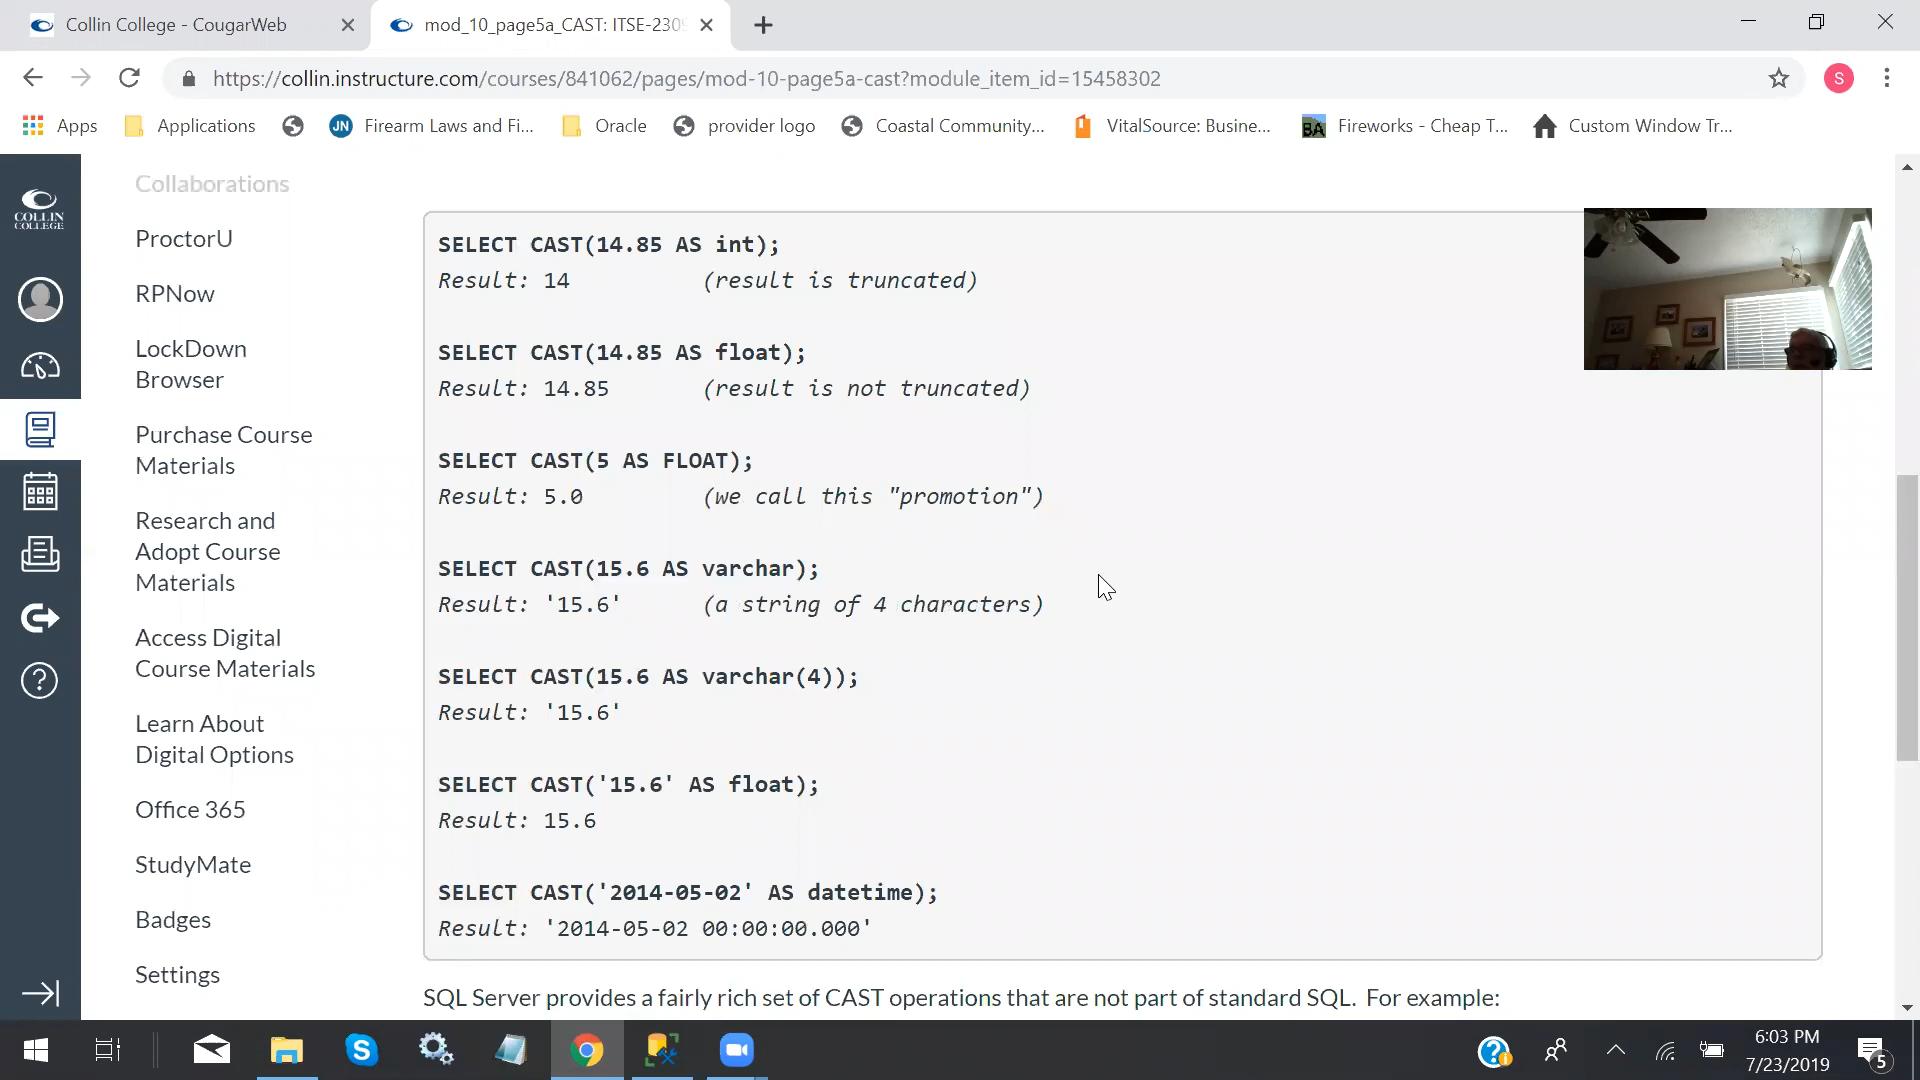 Collin College - CougarWeb
mod_10_page5a_CAST: ITSE-2309
https://collin.instructure.com/courses/841062/pages/mod-10-page5a-cast?module_item_id=15458302
S
Apps
Applications
JN
Firearm Laws and Fi...
Oracle
provider logo
Coastal Community...
VitalSource: Busine...
BA
Fireworks - Cheap T...
Custom Window Tr...
COLLIN
COLLEGE
Collaborations
ProctorU
RPNow
LockDown
Browser
Purchase Course
Materials
Research and
Adopt Course
Materials
Access Digital
Course Materials
Learn About
Digital Options
Office 365
StudyMate
Badges
Settings
SELECT CAST(14.85 AS int);
Result: 14 (result is truncated)
SELECT CAST(14.85 AS float);
Result: 14.85 (result is not truncated)
SELECT CAST(5 AS FLOAT);
Result: 5.0 (we call this "promotion")
SELECT CAST(15.6 AS varchar);
Result: '15.6' (a string of 4 characters)
SELECT CAST(15.6 AS varchar(4));
Result: '15.6'
SELECT CAST('15.6' AS float);
Result: 15.6
SELECT CAST('2014-05-02' AS datetime);
Result: '2014-05-02 00:00:00.000'
SQL Server provides a fairly rich set of CAST operations that are not part of standard SQL. For example:
6:03 PM
7/23/2019
5